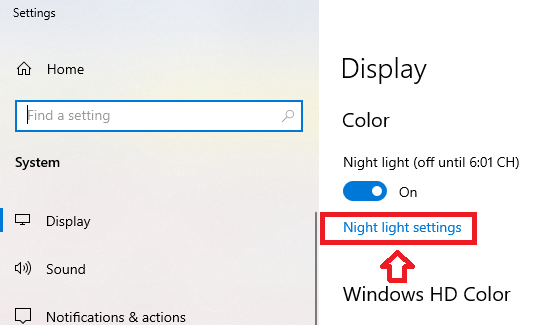 Settings
Home
Find a setting
System
Display
Sound
Notifications & actions
Display
Color
Night light (off until 6:01 CH)
On
Night light settings
Windows HD Color